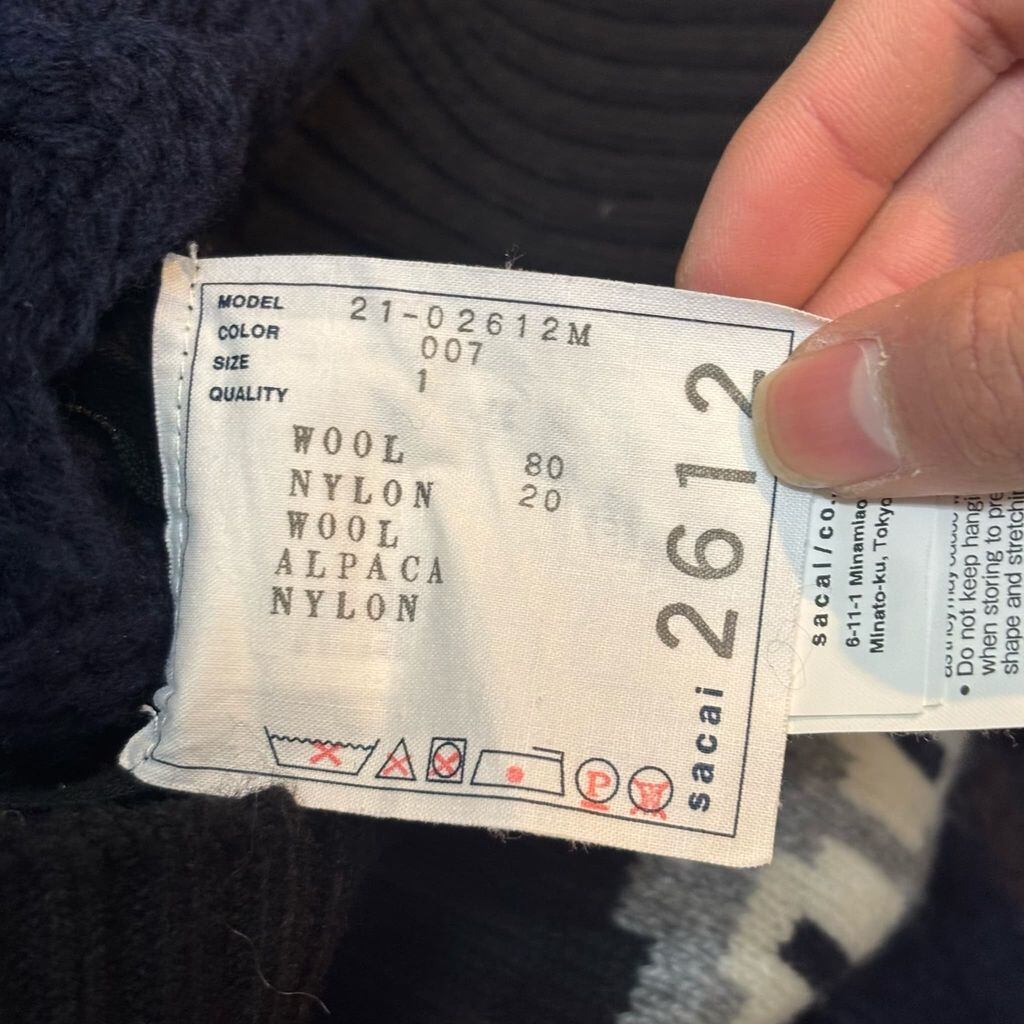 MODEL 21-02612M
COLOR 007
SIZE 1
QUALITY
WOOL 80
NYLON 20
WOOL
ALPACA
NYLON
P
W
sacai 2612
sacai/co.,
6-11-1 Minamiao
Minato-ku, Tokyo
• Do not keep hangi
when storing to pre
shape and stretchin